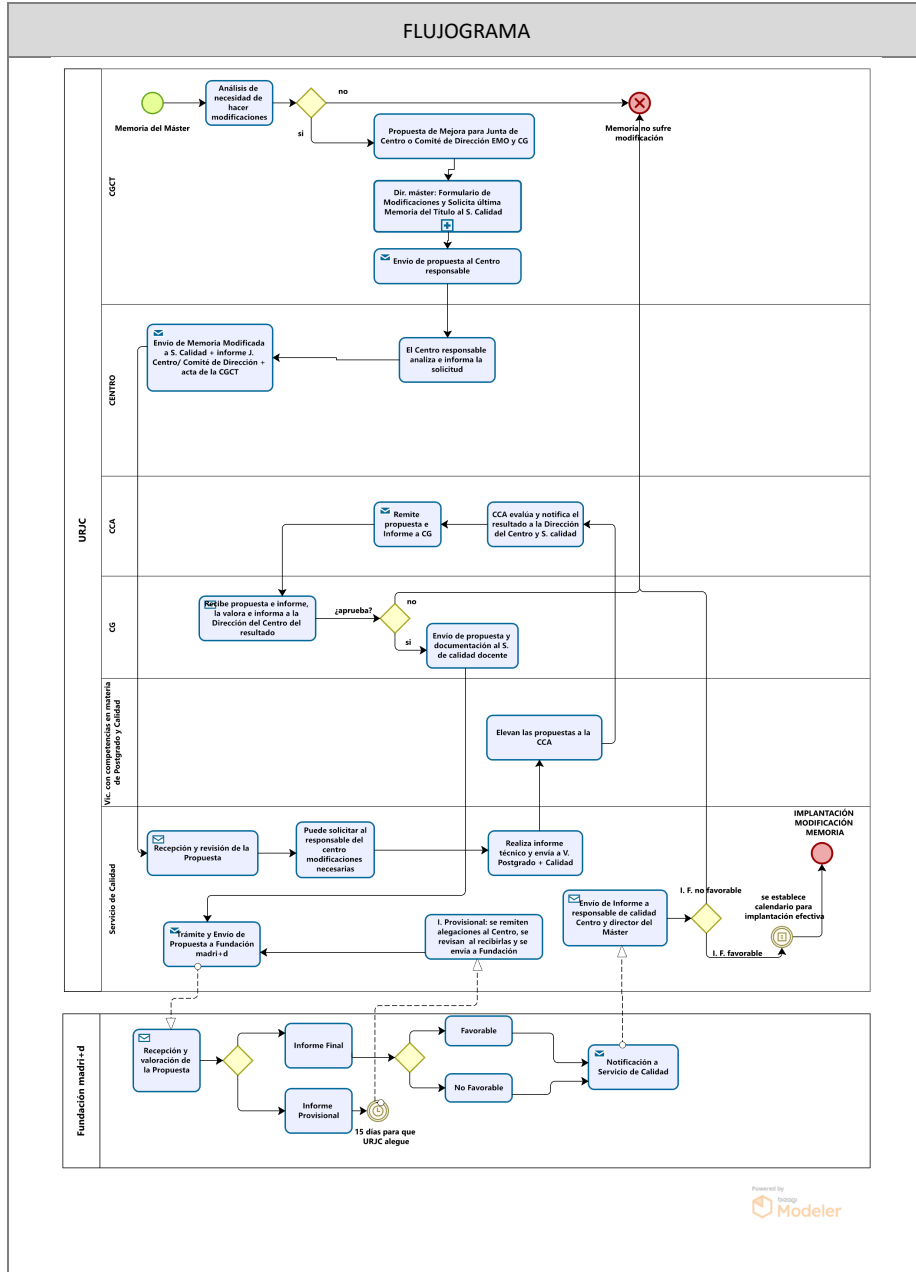 FLUJOGRAMA
URJC
CGCT
Memoria del Máster
Análisis de
necesidad de
hacer
modificaciones
no
si
Memoria no sufre
modificación
Propuesta de Mejora para Junta de
Centro o Comité de Dirección EMO y CG
Dir. máster: Formulario de
Modificaciones y Solicita última
Memoria del Título al S. Calidad
Envío de propuesta al Centro
responsable
CENTRO
Envío de Memoria Modificada
a S. Calidad + informe J.
Centro/ Comité de Dirección +
acta de la CGCT
El Centro responsable
analiza e informa la
solicitud
CCA
Remite
propuesta e
Informe a CG
CCA evalúa y notifica el
resultado a la Dirección
del Centro y S. calidad
CG
Recibe propuesta e informe,
la valora e informa a la
Dirección del Centro del
resultado
¿aprueba?
no
si
Envío de propuesta y
documentación al S.
de calidad docente
Vic. con competencias en materia
de Postgrado y Calidad
Elevan las propuestas a la
CCA
Servicio de Calidad
Recepción y revisión de la
Propuesta
Puede solicitar al
responsable del
centro
modificaciones
necesarias
Realiza informe
técnico y envia a V.
Postgrado + Calidad
IMPLANTACIÓN
MODIFICACIÓN
MEMORIA
Trámite y Envío de
Propuesta a Fundación
madri+d
I. Provisional: se remiten
alegaciones al Centro, se
revisan al recibirlas y se
envía a Fundación
Envío de Informe a
responsable de calidad
Centro y director del
Máster
I. F. no favorable
se establece
calendario para
implantación efectiva
I. F. favorable
Fundación madri+d
Recepción y
valoración de
la Propuesta
Informe Final
Informe
Provisional
15 días para que
URJC alegue
Favorable
No Favorable
Notificación a
Servicio de Calidad
Powered by
bizagi
Modeler